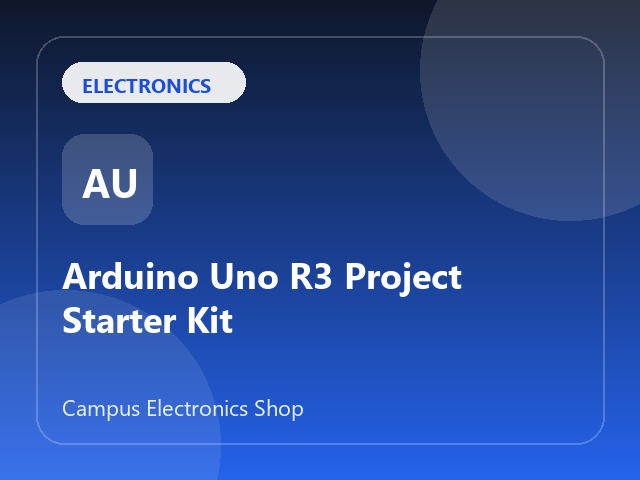 ELECTRONICS
AU
Arduino Uno R3 Project
Starter Kit
Campus Electronics Shop